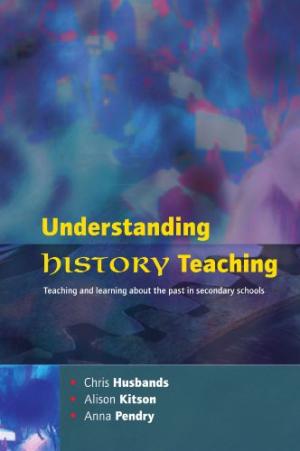 Understanding
HISTORY Teaching
Teaching and learning about the past in secondary schools
• Chris Husbands
• Alison Kitson
• Anna Pendry